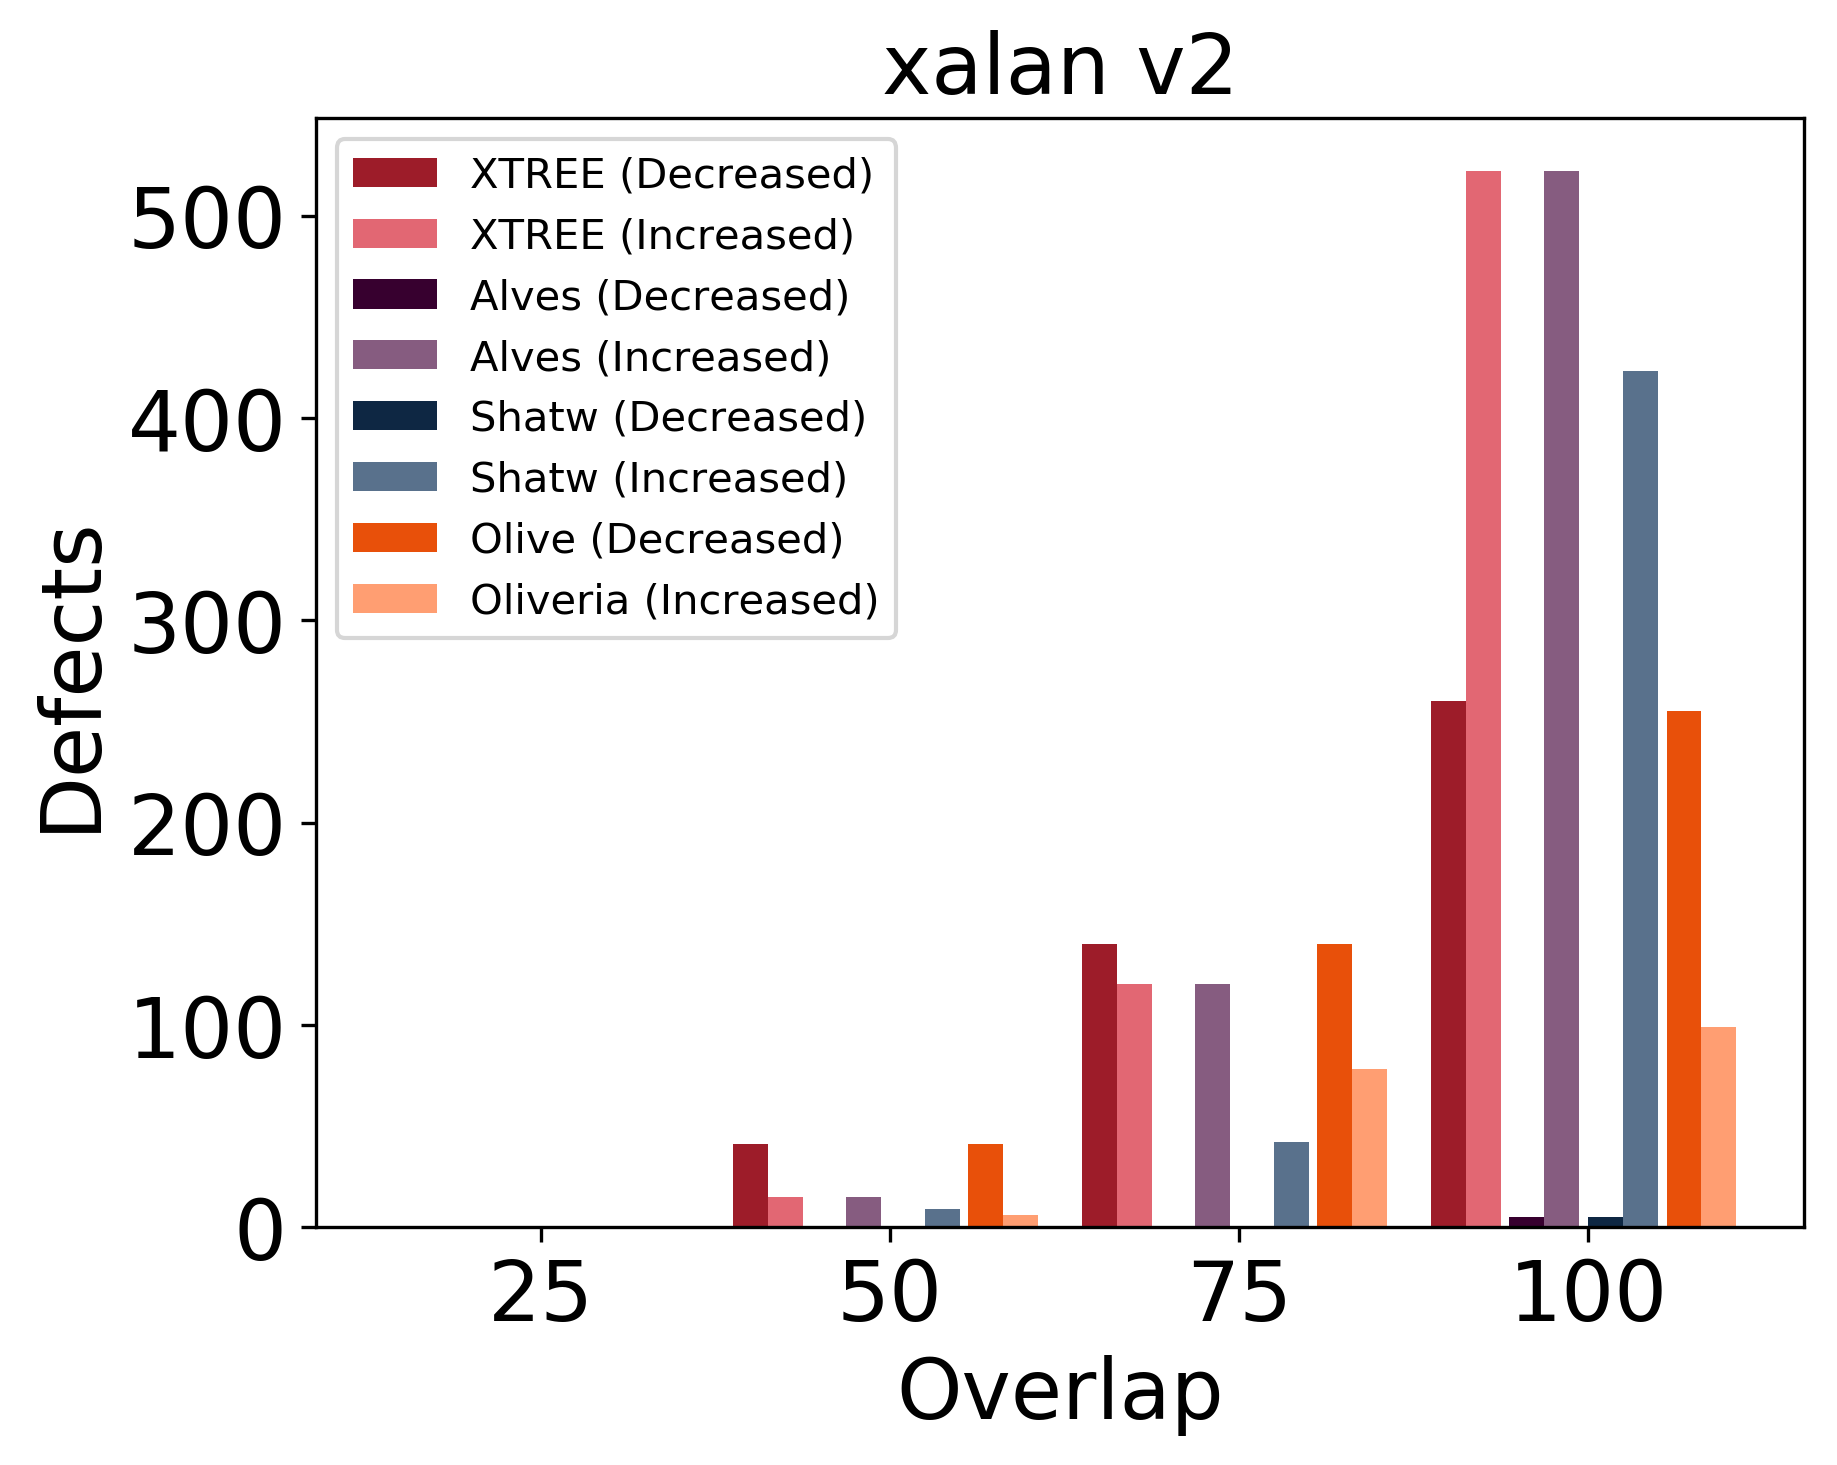 xalan v2
XTREE (Decreased)
XTREE (Increased)
Alves (Decreased)
Alves (Increased)
Shatw (Decreased)
Shatw (Increased)
Olive (Decreased)
Oliveria (Increased)
500
400
300
200
100
0
Defects
25 50 75 100
Overlap